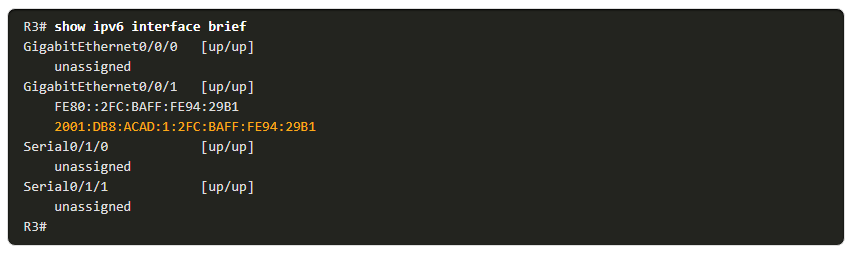 R3# show ipv6 interface brief
GigabitEthernet0/0/0   [up/up]
    unassigned
GigabitEthernet0/0/1   [up/up]
    FE80::2FC:BAFF:FE94:29B1
    2001:DB8:ACAD:1:2FC:BAFF:FE94:29B1
Serial0/1/0            [up/up]
    unassigned
Serial0/1/1            [up/up]
    unassigned
R3#